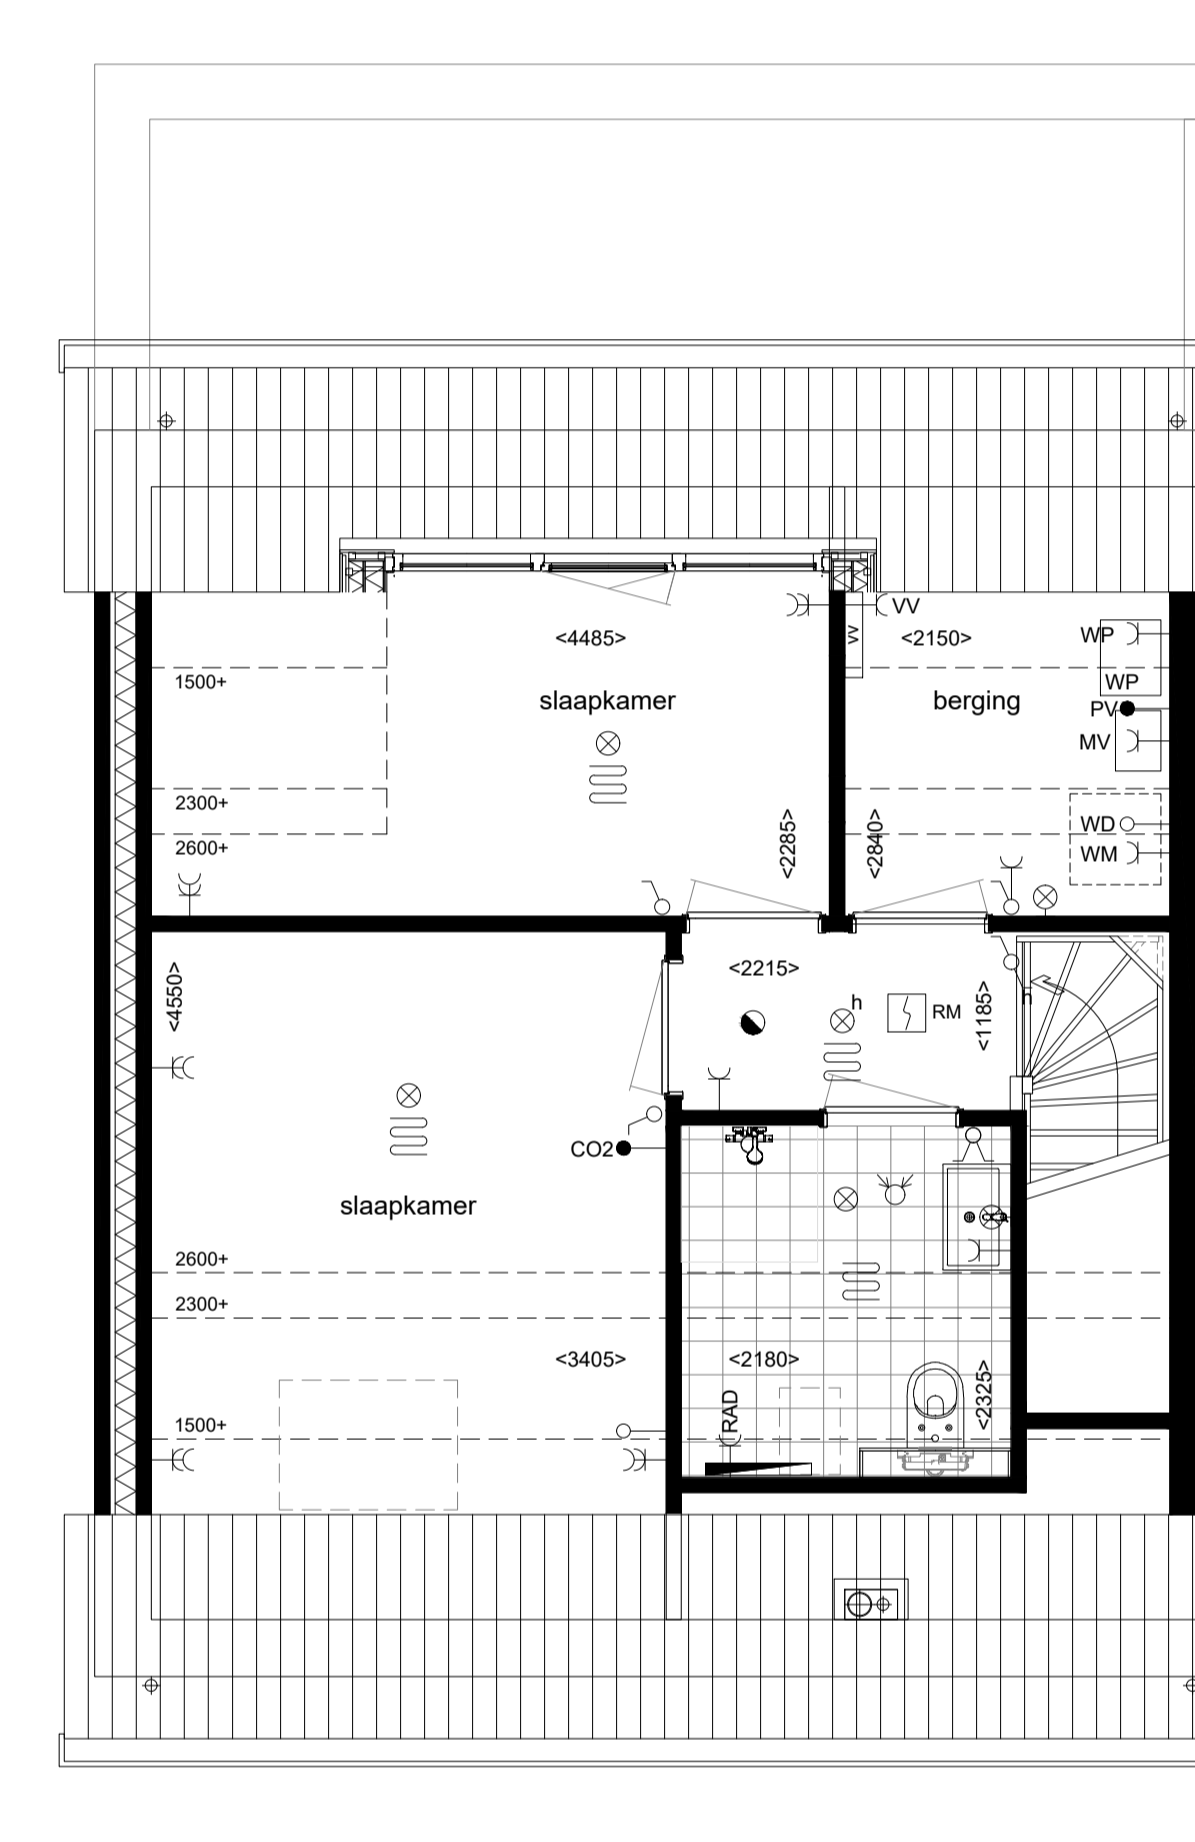 VV
<4485>
VV
<2150>
WP
1500+
WP
slaapkamer
berging
PV
MV
2300+
<2285>
<2840>
WD
2600+
WM
<2215>
<4550>
h
h
RM
<1185>
CO2
slaapkamer
2600+
2300+
<3405>
<2180>
<2325>
RAD
1500+